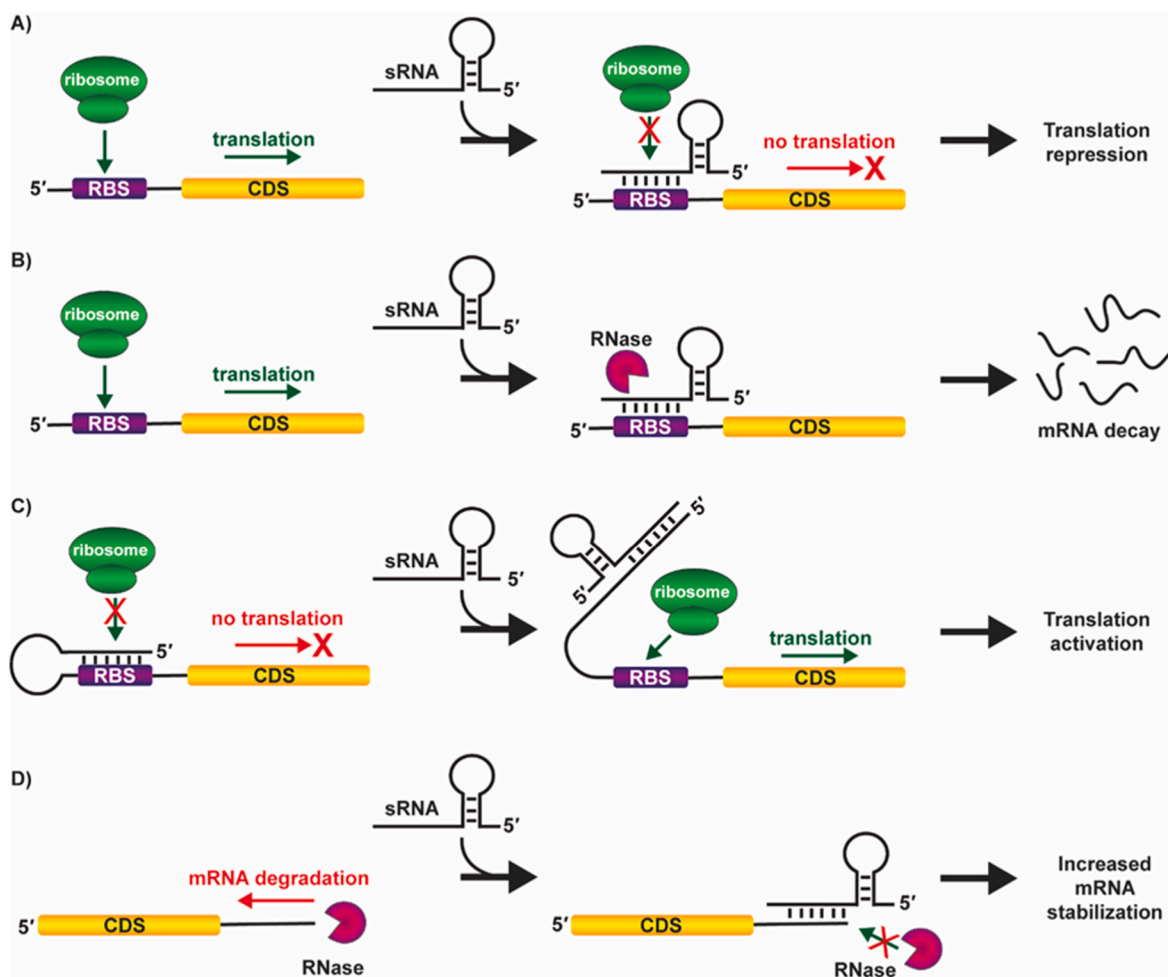 A)
ribosome
translation
5′
RBS
CDS
sRNA
5′
ribosome
no translation
X
5′
RBS
CDS
Translation
repression
B)
ribosome
translation
5′
RBS
CDS
sRNA
5′
RNase
5′
RBS
CDS
mRNA decay
C)
ribosome
no translation
X
5′
RBS
CDS
sRNA
5′
5′
5′
ribosome
translation
RBS
CDS
Translation
activation
D)
mRNA degradation
5′
CDS
RNase
sRNA
5′
5′
5′
CDS
RNase
Increased
mRNA
stabilization